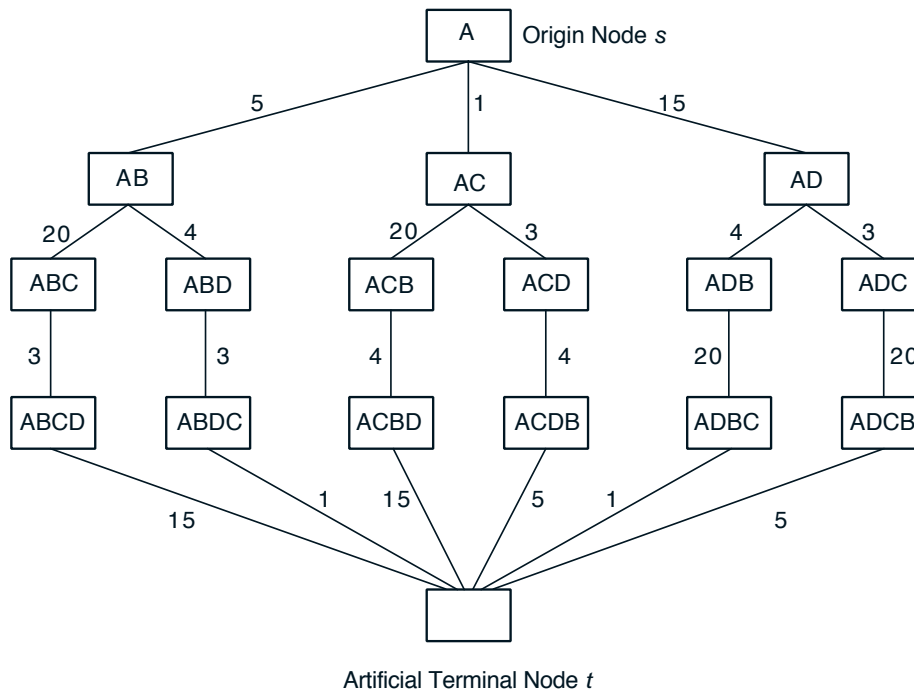 A Origin Node s
5 1 15
AB AC AD
20 4 20 3 4 3
ABC ABD ACB ACD ADB ADC
3 3 4 4 20 20
ABCD ABDC ACBD ACDB ADBC ADCB
15 1 15 5 1 5
Artificial Terminal Node t